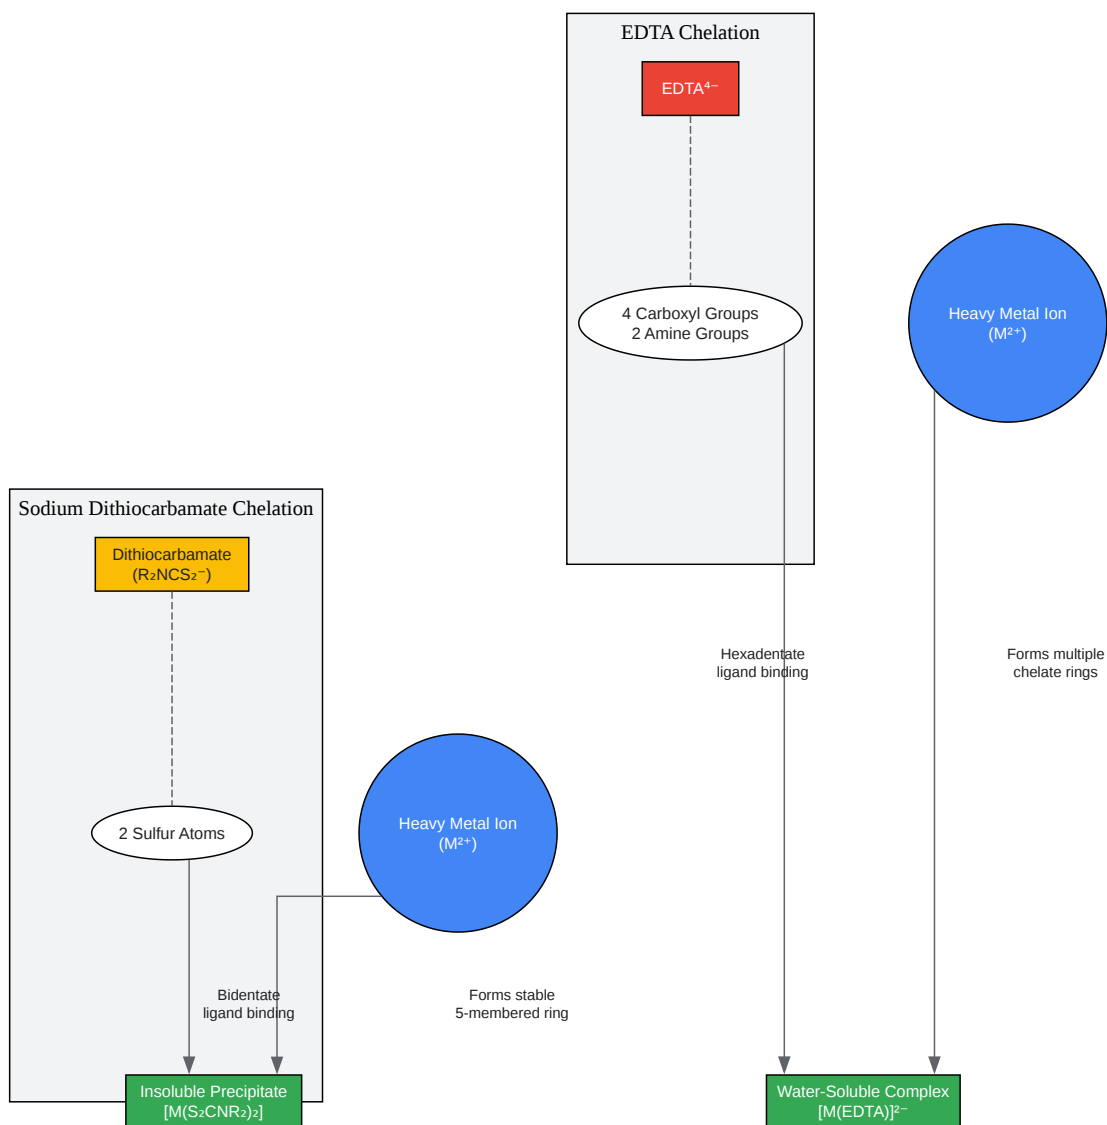 EDTA Chelation
EDTA⁴⁻
4 Carboxyl Groups
2 Amine Groups
Heavy Metal Ion
(M²⁺)
Sodium Dithiocarbamate Chelation
Dithiocarbamate
(R₂NCS₂⁻)
Hexadentate
ligand binding
Forms multiple
chelate rings
2 Sulfur Atoms
Heavy Metal Ion
(M²⁺)
Bidentate
ligand binding
Forms stable
5-membered ring
Insoluble Precipitate
[M(S₂CNR₂)₂]
Water-Soluble Complex
[M(EDTA)]²⁻